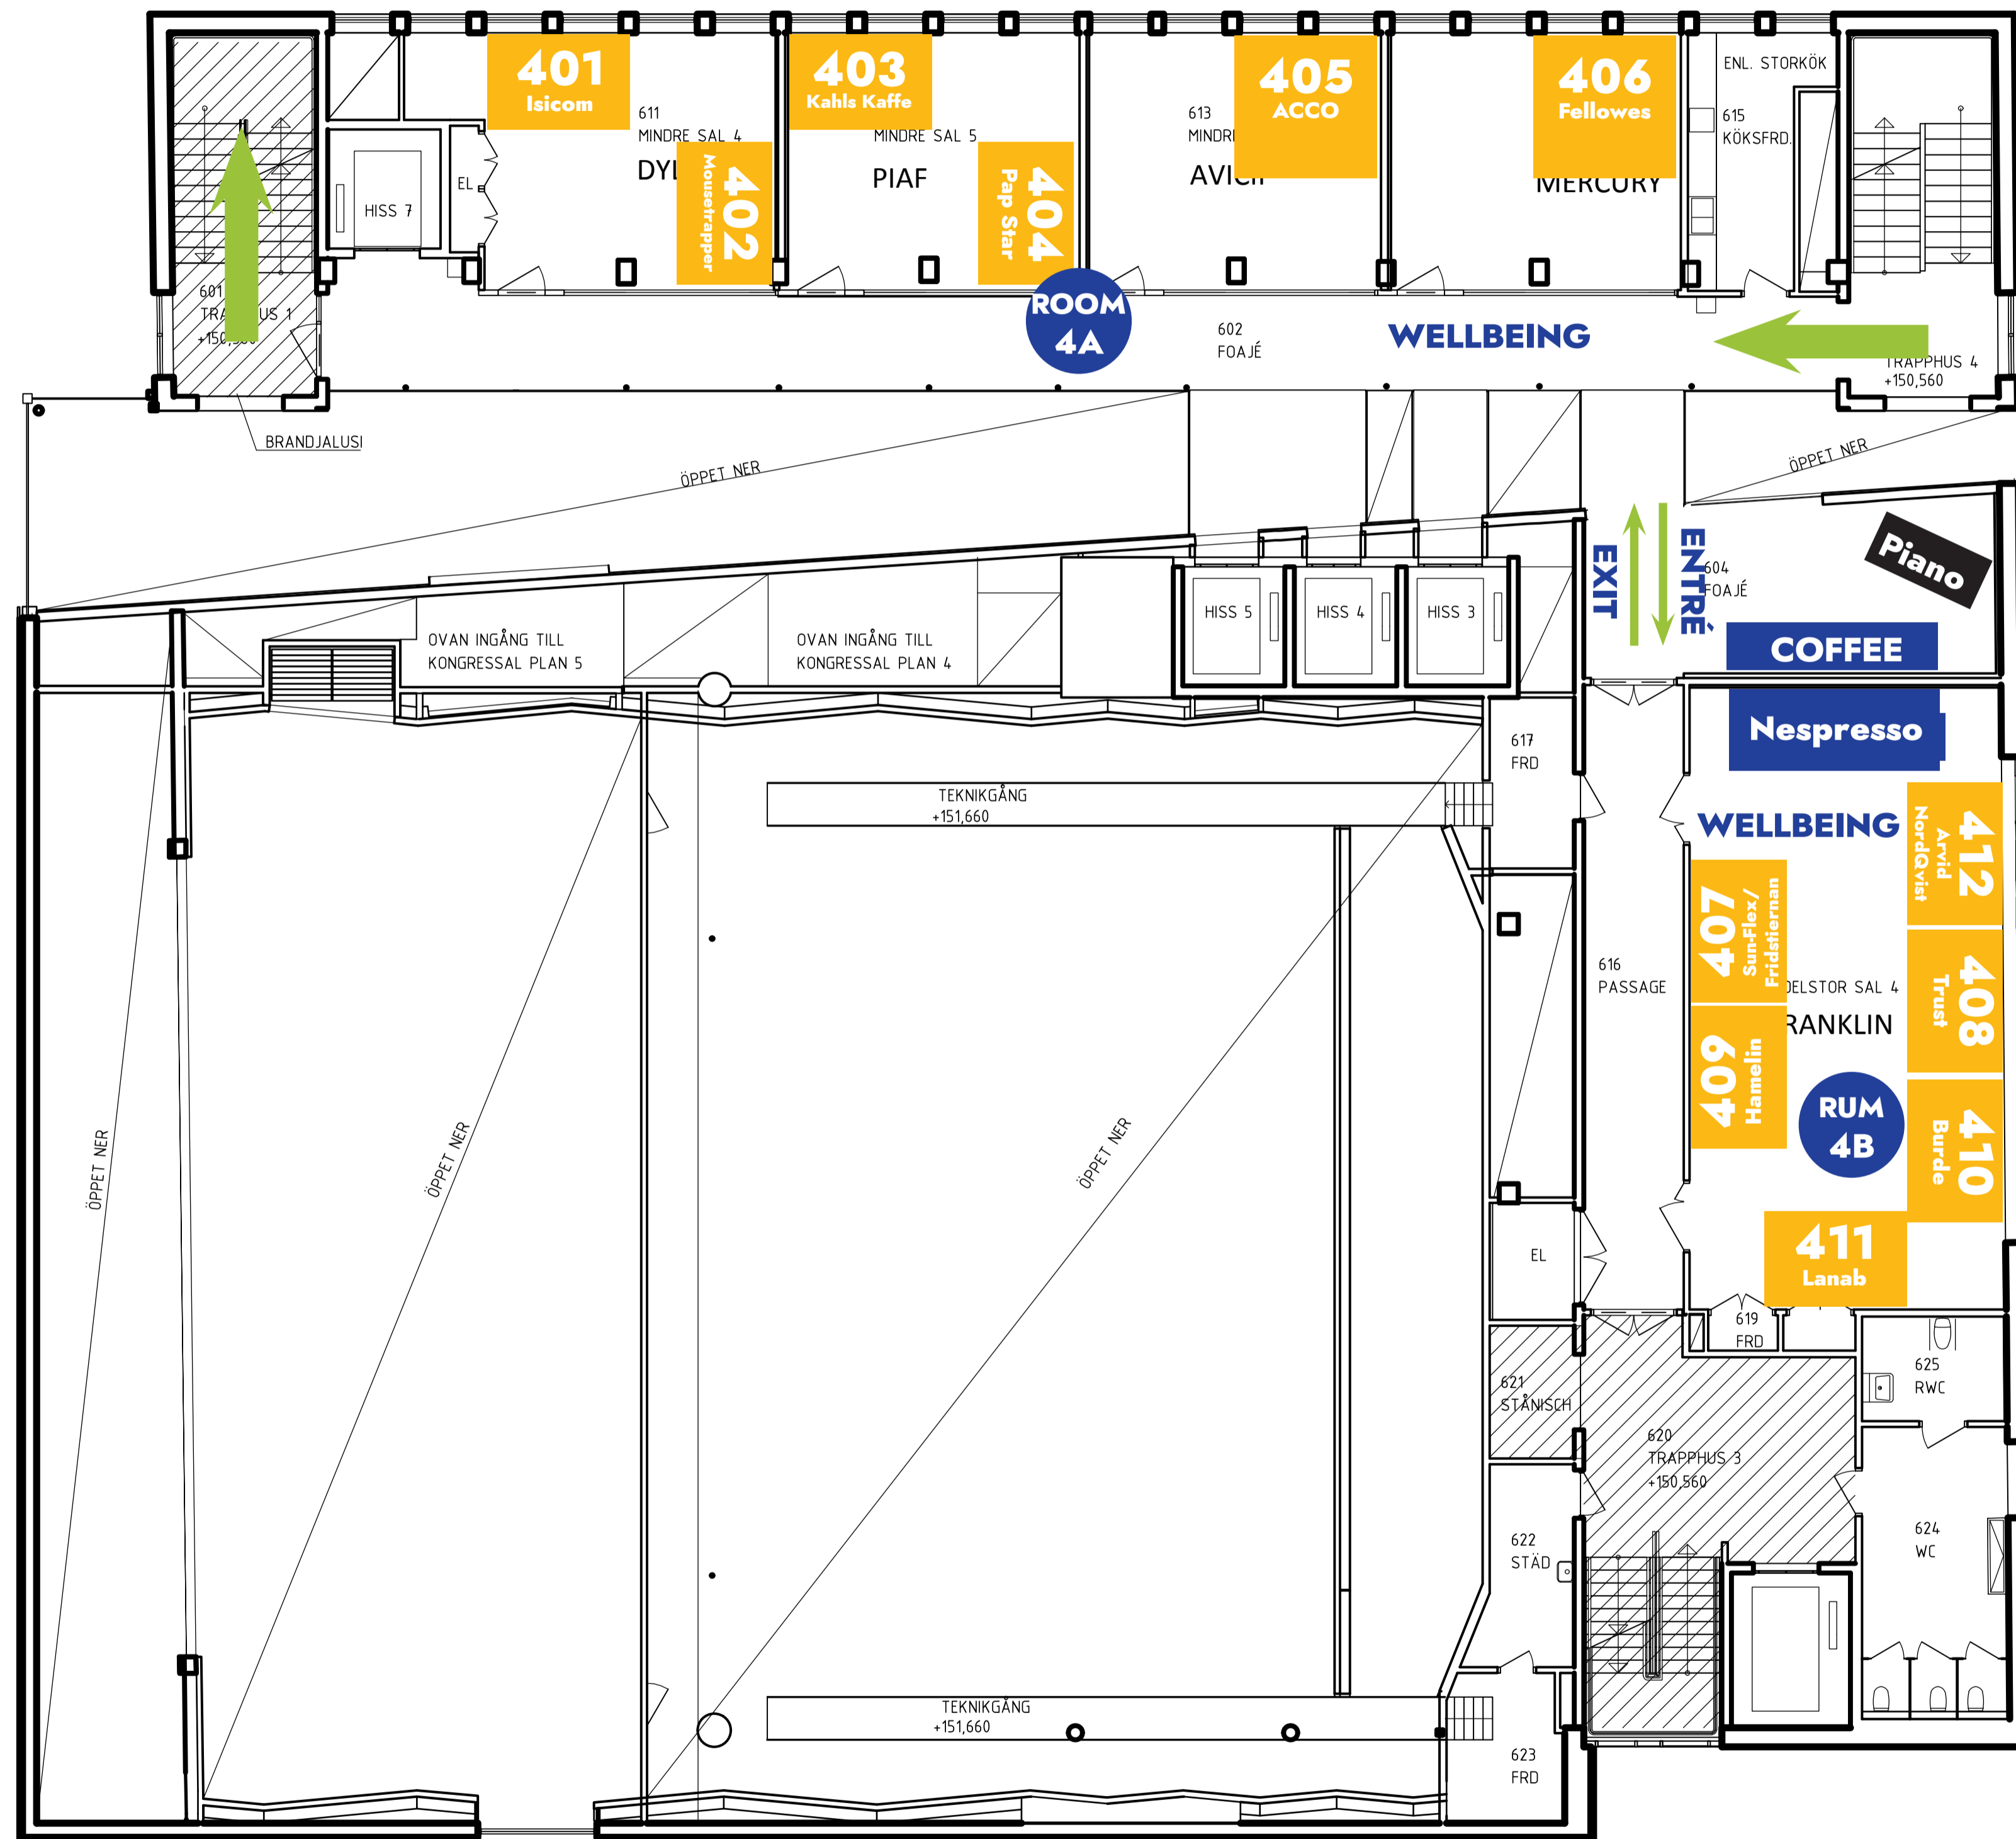 401
Isicom
403
Kahls Kaffe
405
ACCO
406
Fellowes
ENL. STORKÖK
611
MINDRE SAL 4
MINDRE SAL 5
613
615
KÖKSFRD.
402
Mousetrapper
PIAF
404
Pap Star
MERCURY
EL
HISS 7
601
ROOM
4A
602
FOAJÉ
WELLBEING
TRAPPHUS 4
+150,560
BRANDJALUSI
ÖPPET NER
ÖPPET NER
EXIT
ENTRÉ
604
FOAJÉ
Piano
HISS 5
HISS 4
HISS 3
OVAN INGÅNG TILL
KONGRESSAL PLAN 5
OVAN INGÅNG TILL
KONGRESSAL PLAN 4
COFFEE
Nespresso
617
FRD
TEKNIKGÅNG
+151,660
WELLBEING
412
Arvid
NordQvist
407
Sun-Flex/
Fridstiernan
616
PASSAGE
408
Trust
SAL 4
409
Hamelin
RUM
4B
410
Burde
ÖPPET NER
ÖPPET NER
ÖPPET NER
411
Lanab
EL
619
FRD
625
RWC
621
STÅNISCH
620
TRAPPHUS 3
+150,560
622
STÄD
624
WC
TEKNIKGÅNG
+151,660
623
FRD